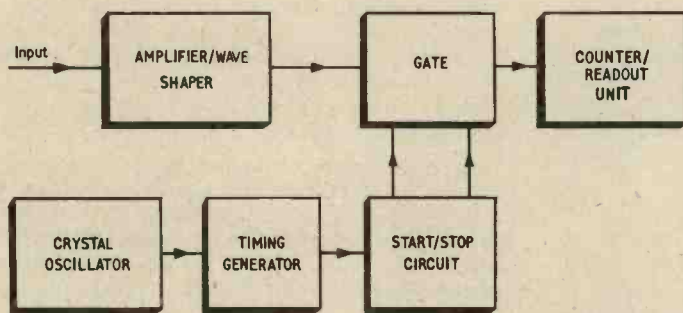 Input
AMPLIFIER/WAVE
SHAPER
GATE
COUNTER/
READOUT
UNIT
CRYSTAL
OSCILLATOR
TIMING
GENERATOR
START/STOP
CIRCUIT